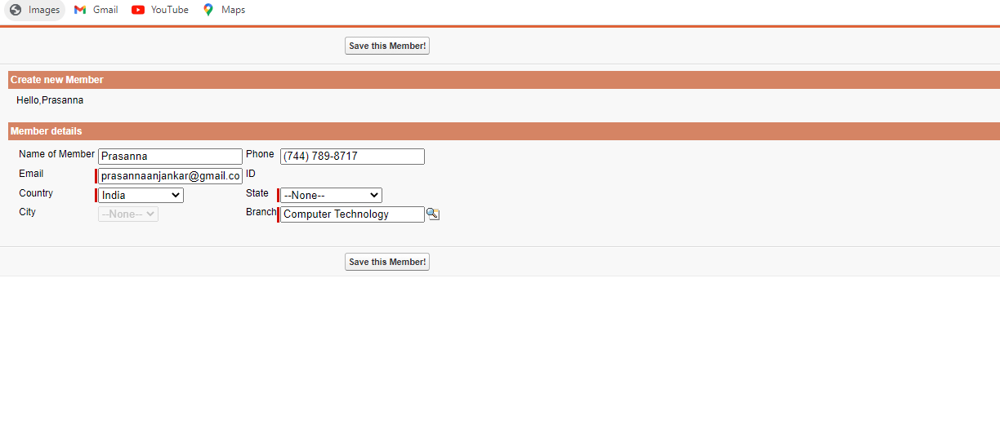 Images Gmail YouTube Maps
Save this Member!
Create new Member
Hello,Prasanna
Member details
Name of Member Prasanna Phone (744) 789-8717
Email prasannaanjankar@gmail.co ID
Country India State --None--
City --None-- Branch Computer Technology
Save this Member!